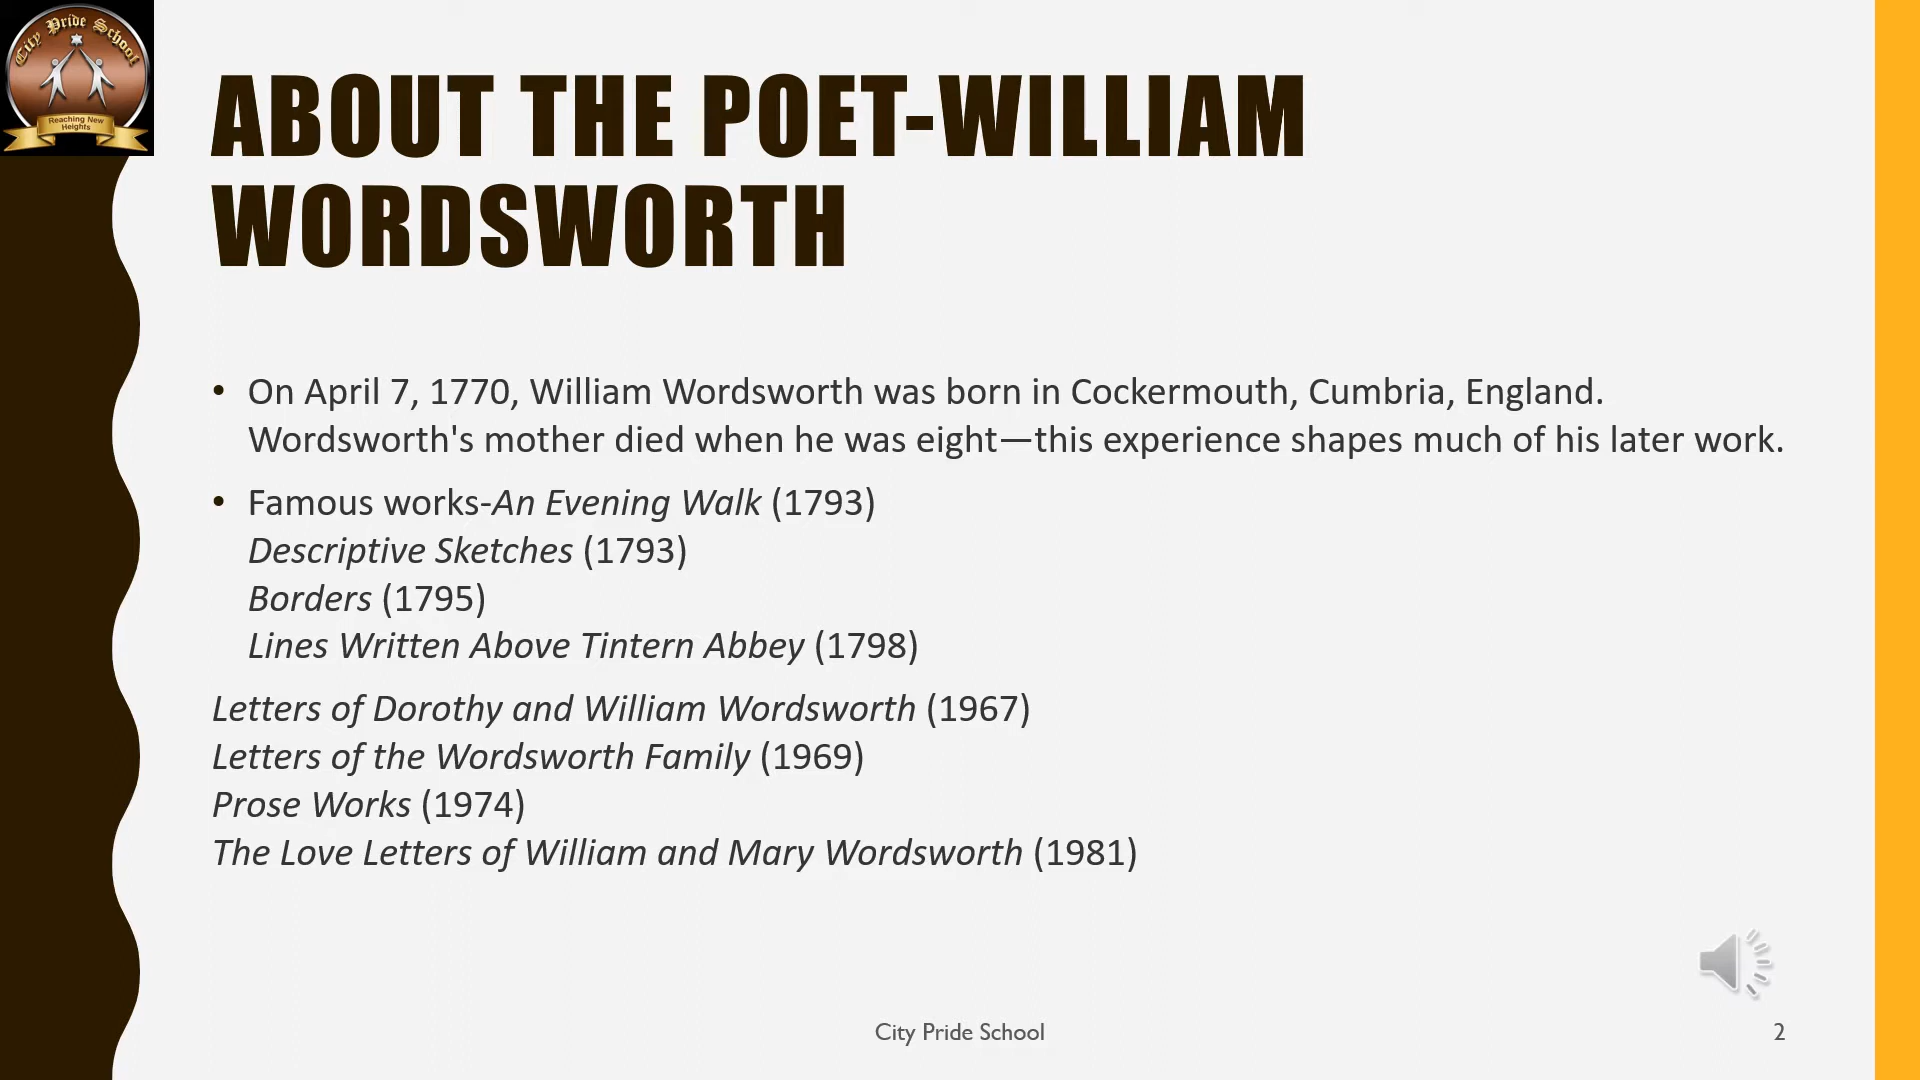 City Pride School
Reaching New
Heights
ABOUT THE POET-WILLIAM
WORDSWORTH
• On April 7, 1770, William Wordsworth was born in Cockermouth, Cumbria, England.
Wordsworth's mother died when he was eight—this experience shapes much of his later work.
• Famous works-An Evening Walk (1793)
Descriptive Sketches (1793)
Borders (1795)
Lines Written Above Tintern Abbey (1798)
Letters of Dorothy and William Wordsworth (1967)
Letters of the Wordsworth Family (1969)
Prose Works (1974)
The Love Letters of William and Mary Wordsworth (1981)
City Pride School
2